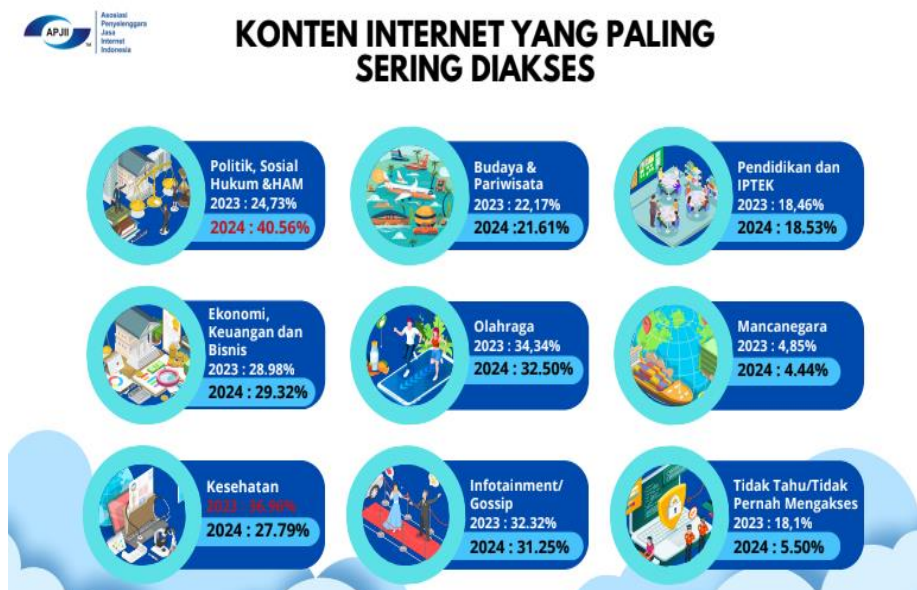 APJII
TM
Asosiasi
Penyelenggara
Jasa
Internet
Indonesia
KONTEN INTERNET YANG PALING
SERING DIAKSES
Politik, Sosial
Hukum &HAM
2023 : 24,73%
2024 : 40.56%
Budaya &
Pariwisata
2023 : 22,17%
2024 :21.61%
Pendidikan dan
IPTEK
2023 : 18,46%
2024 : 18.53%
Ekonomi,
Keuangan dan
Bisnis
2023 : 28.98%
2024 : 29.32%
Olahraga
2023 : 34,34%
2024 : 32.50%
Mancanegara
2023 : 4,85%
2024 : 4.44%
Kesehatan
2023 : 36.90%
2024 : 27.79%
Infotainment/
Gossip
2023 : 32.32%
2024 : 31.25%
Tidak Tahu/Tidak
Pernah Mengakses
2023 : 18,1%
2024 : 5.50%